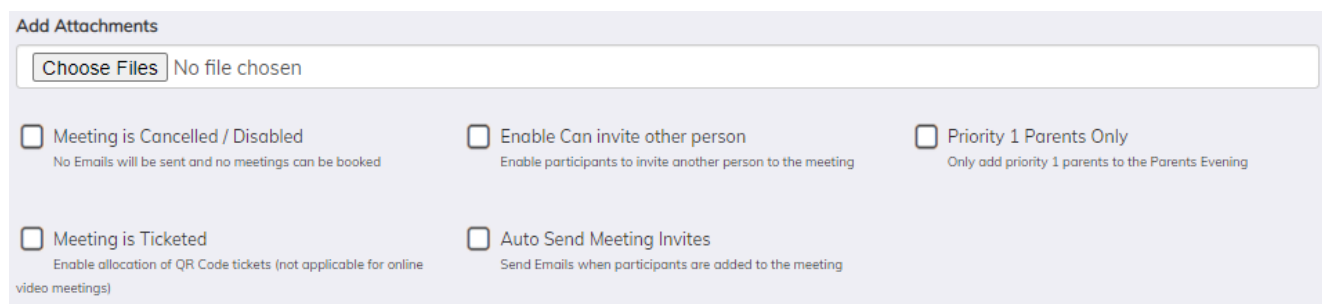 Add Attachments
Choose Files No file chosen
Meeting is Cancelled / Disabled
No Emails will be sent and no meetings can be booked
Enable Can invite other person
Enable participants to invite another person to the meeting
Priority 1 Parents Only
Only add priority 1 parents to the Parents Evening
Meeting is Ticketed
Enable allocation of QR Code tickets (not applicable for online
video meetings)
Auto Send Meeting Invites
Send Emails when participants are added to the meeting